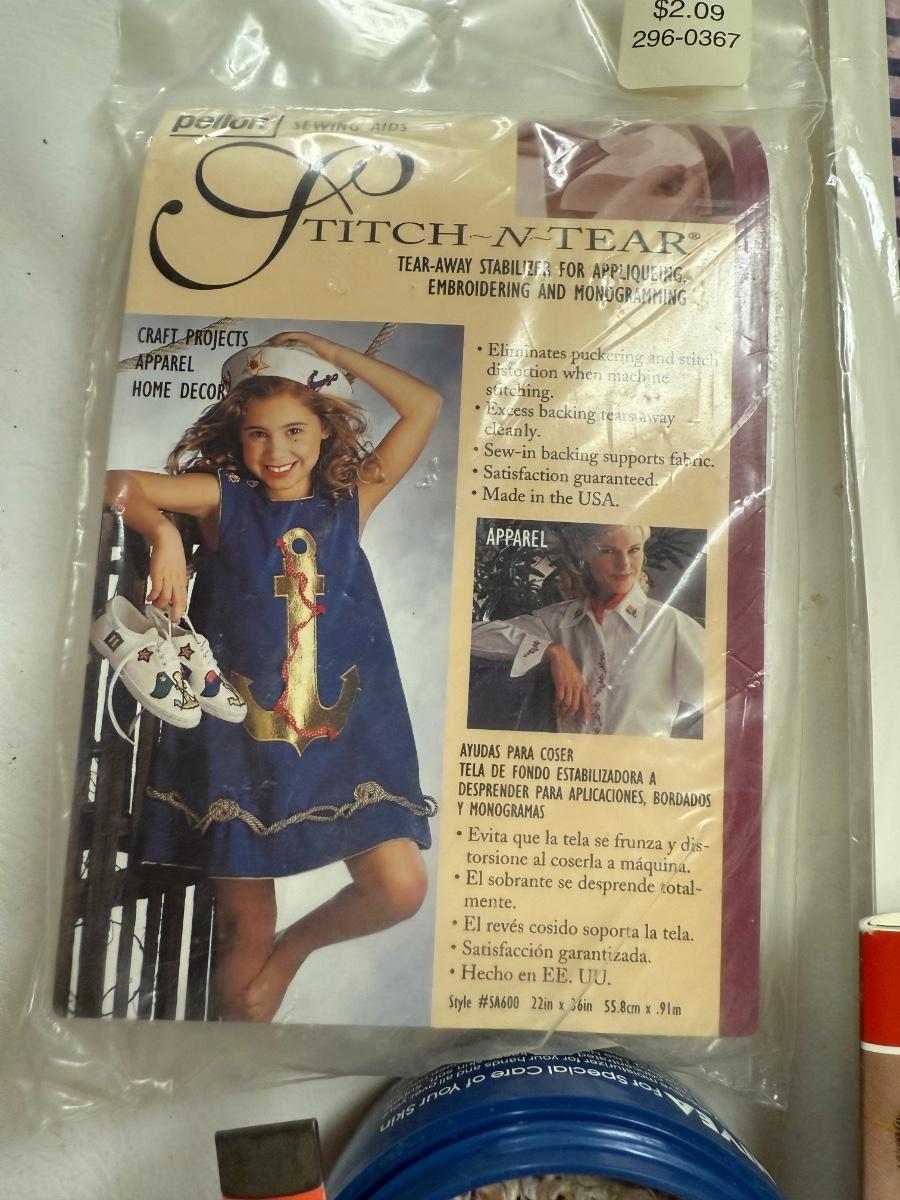 $2.09
296-0367
pellon SEWING AIDS
STITCH~N~TEAR®
TEAR-AWAY STABILIZER FOR APPLIQUEING,
EMBROIDERING AND MONOGRAMMING
CRAFT PROJECTS
APPAREL
HOME DECOR
• Eliminates puckering and stitch
distortion when machine
stitching.
• Excess backing tears away
cleanly.
• Sew-in backing supports fabric.
• Satisfaction guaranteed.
• Made in the USA.
APPAREL
AYUDAS PARA COSER
TELA DE FONDO ESTABILIZADORA A
DESPRENDER PARA APLICACIONES, BORDADOS
Y MONOGRAMAS
• Evita que la tela se frunza y dis-
torsione al coserla a máquina.
• El sobrante se desprende total-
mente.
• El revés cosido soporta la tela.
• Satisfacción garantizada.
• Hecho en EE. UU.
Style #SA600 22in x 36in 55.8cm x .91m
For Special Care of Your Skin